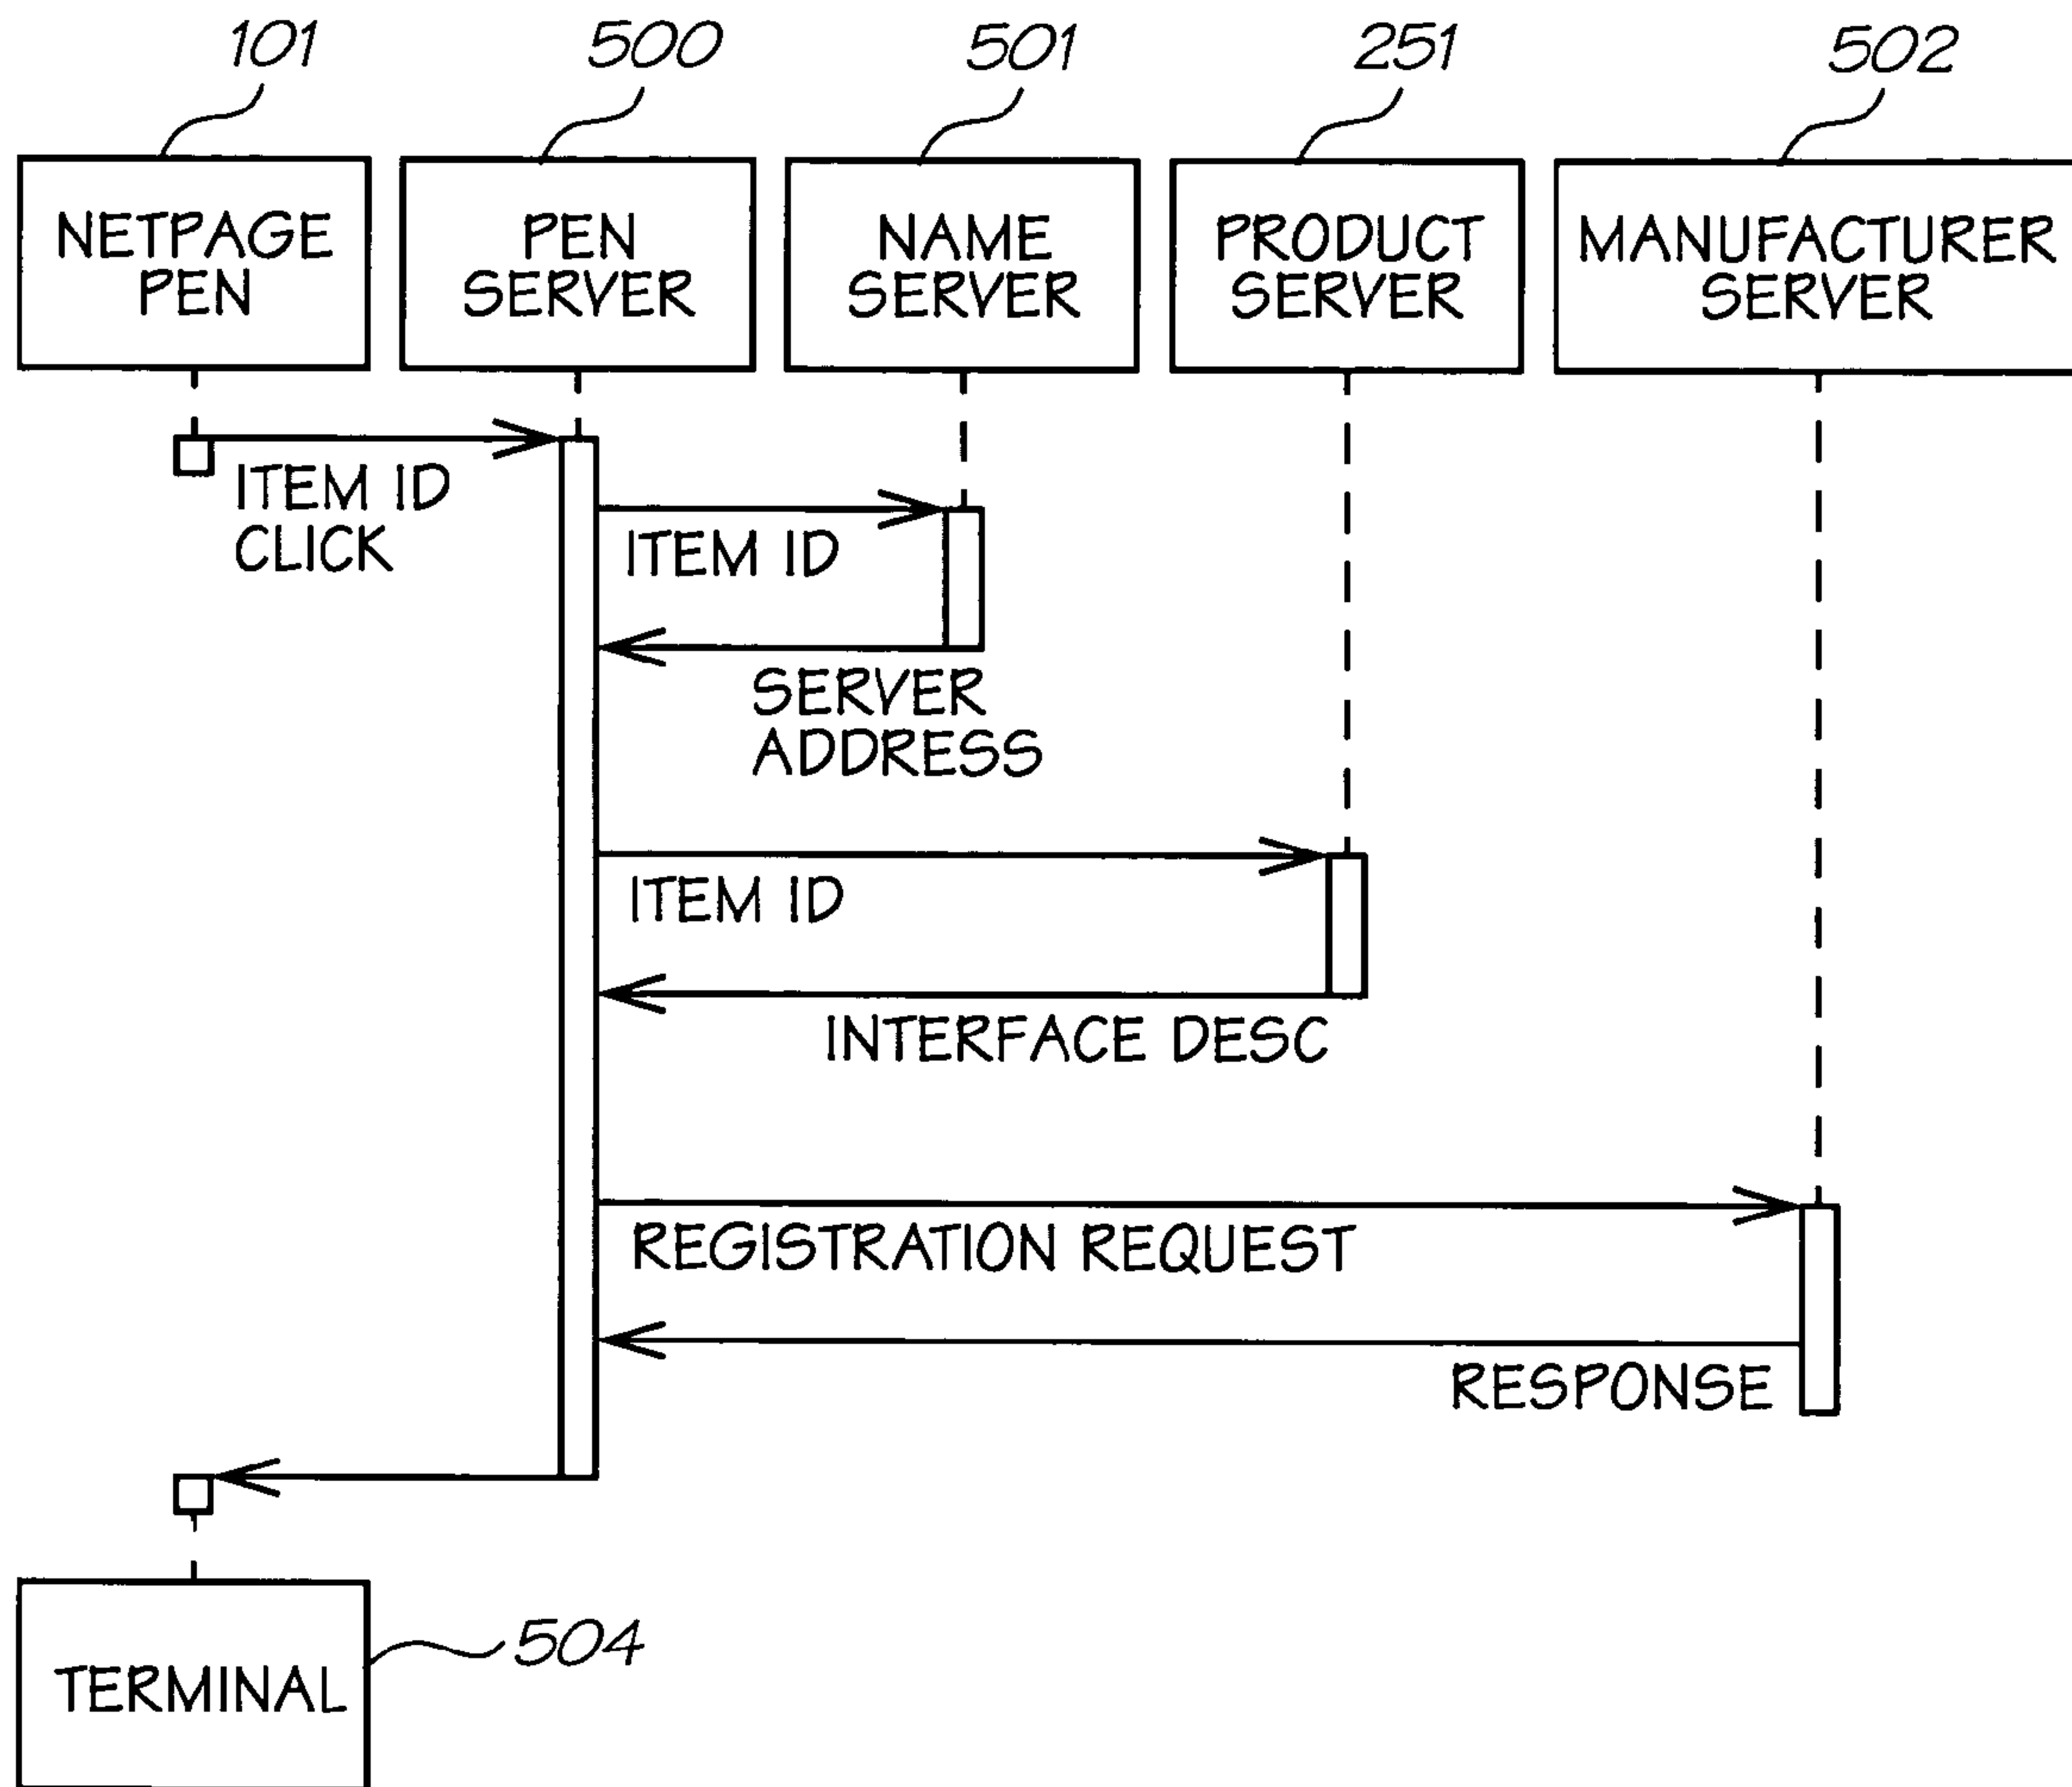 101
500
501
251
502
NETPAGE
PEN
PEN
SERVER
NAME
SERVER
PRODUCT
SERVER
MANUFACTURER
SERVER
ITEM ID
CLICK
ITEM ID
SERVER
ADDRESS
ITEM ID
INTERFACE DESC
REGISTRATION REQUEST
RESPONSE
504
TERMINAL